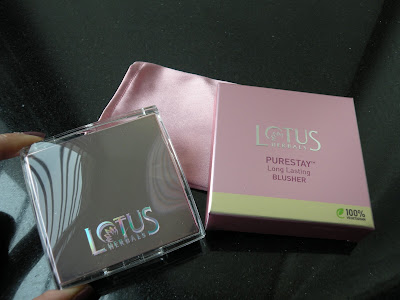 LOTUS
HERBALS
LOTUS
HERBALS
PURESTAY™
Long Lasting
BLUSHER
100%